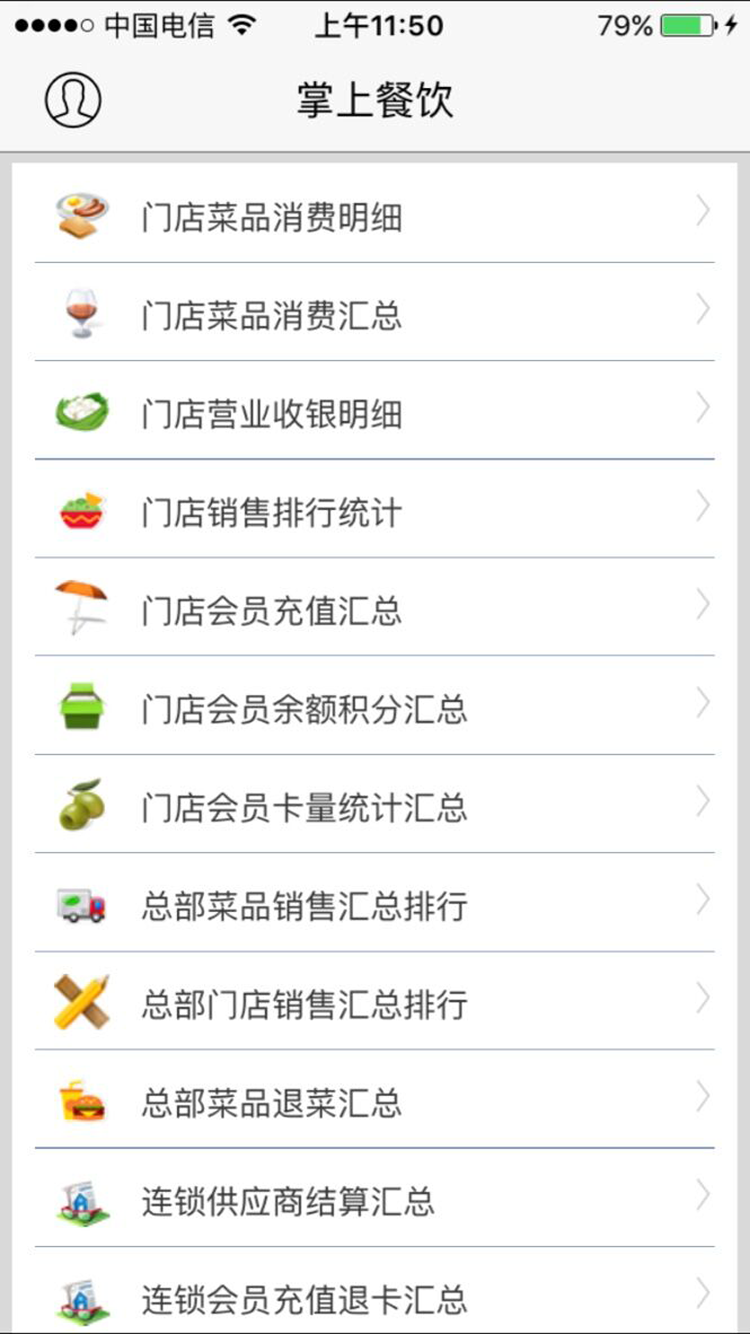 中国电信 上午11:50 79%
掌上餐饮
门店菜品消费明细
门店菜品消费汇总
门店营业收银明细
门店销售排行统计
门店会员充值汇总
门店会员余额积分汇总
门店会员卡量统计汇总
总部菜品销售汇总排行
总部门店销售汇总排行
总部菜品退菜汇总
连锁供应商结算汇总
连锁会员充值退卡汇总